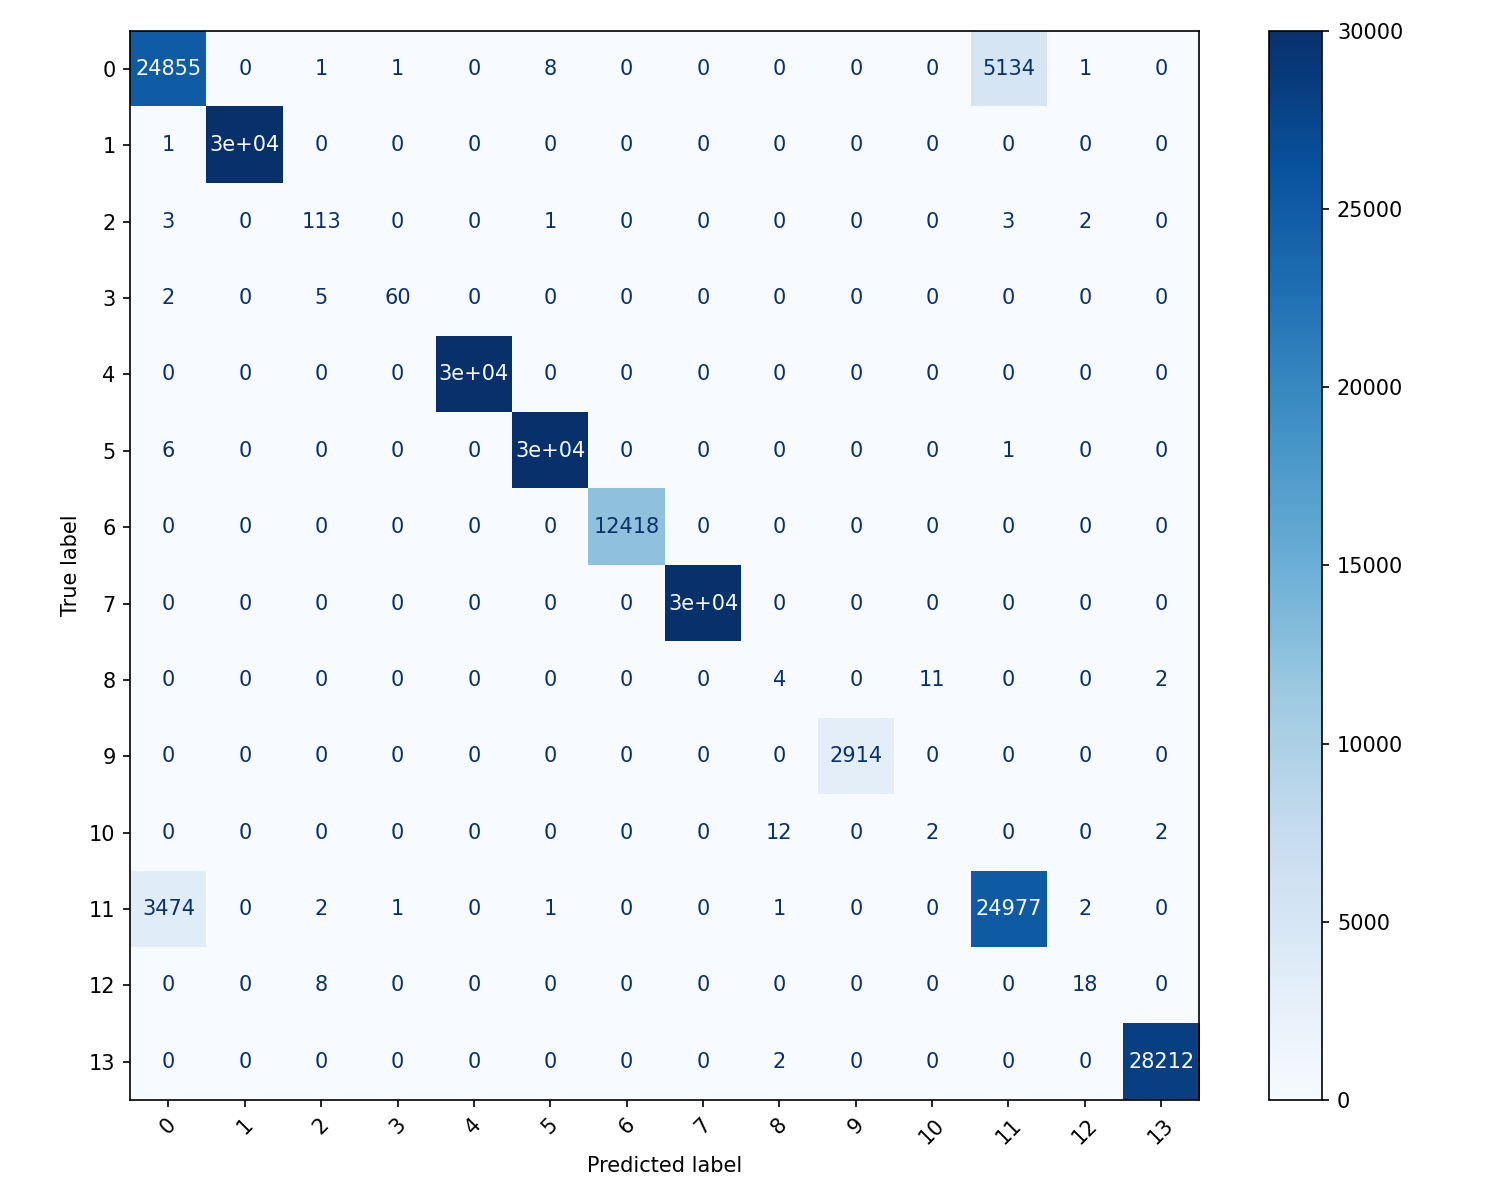 0 24855 0 1 1 0 8 0 0 0 0 0 5134 1 0
1 1 3e+04 0 0 0 0 0 0 0 0 0 0 0 0
2 3 0 113 0 0 1 0 0 0 0 0 3 2 0
3 2 0 5 60 0 0 0 0 0 0 0 0 0 0
4 0 0 0 0 3e+04 0 0 0 0 0 0 0 0 0
5 6 0 0 0 0 3e+04 0 0 0 0 0 1 0 0
6 0 0 0 0 0 0 12418 0 0 0 0 0 0 0
7 0 0 0 0 0 0 0 3e+04 0 0 0 0 0 0
8 0 0 0 0 0 0 0 0 4 0 11 0 0 2
9 0 0 0 0 0 0 0 0 0 2914 0 0 0 0
10 0 0 0 0 0 0 0 0 12 0 2 0 0 2
11 3474 0 2 1 0 1 0 0 1 0 0 24977 2 0
12 0 0 8 0 0 0 0 0 0 0 0 0 18 0
13 0 0 0 0 0 0 0 0 2 0 0 0 0 28212
0 1 2 3 4 5 6 7 8 9 10 11 12 13
Predicted label
True label
30000
25000
20000
15000
10000
5000
0